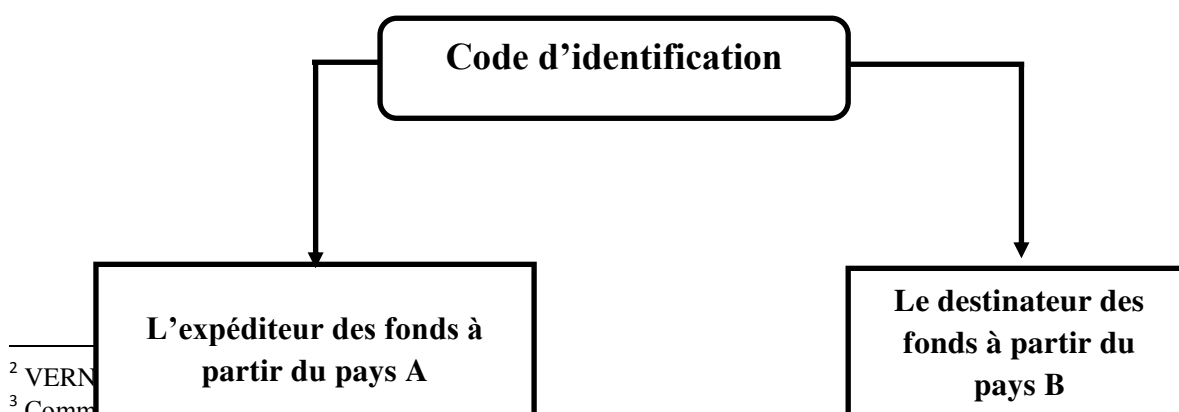 Code d’identification
L’expéditeur des fonds à
partir du pays A
Le destinateur des
fonds à partir du
pays B
² VERN
³ Comm